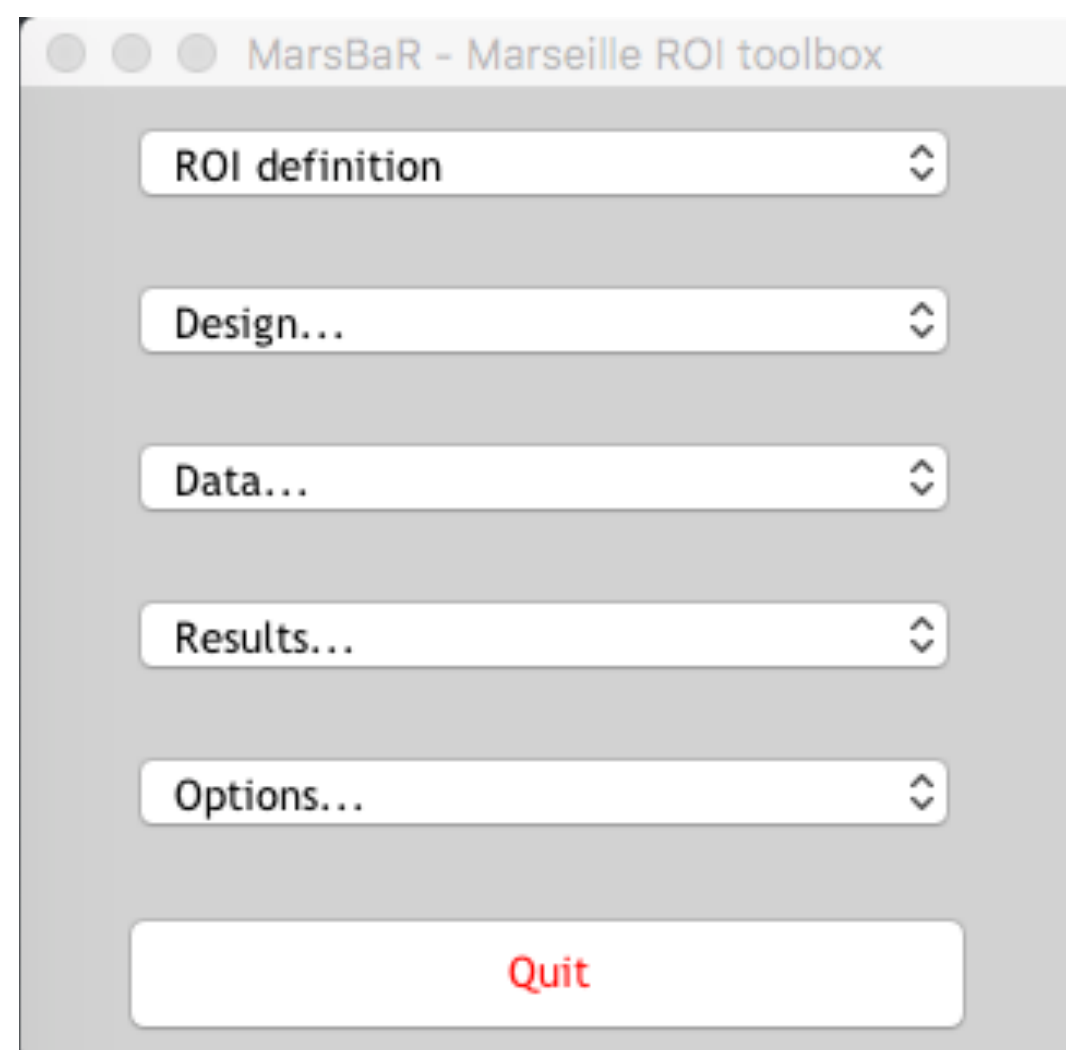 MarsBaR - Marseille ROI toolbox
ROI definition
Design...
Data...
Results...
Options...
Quit